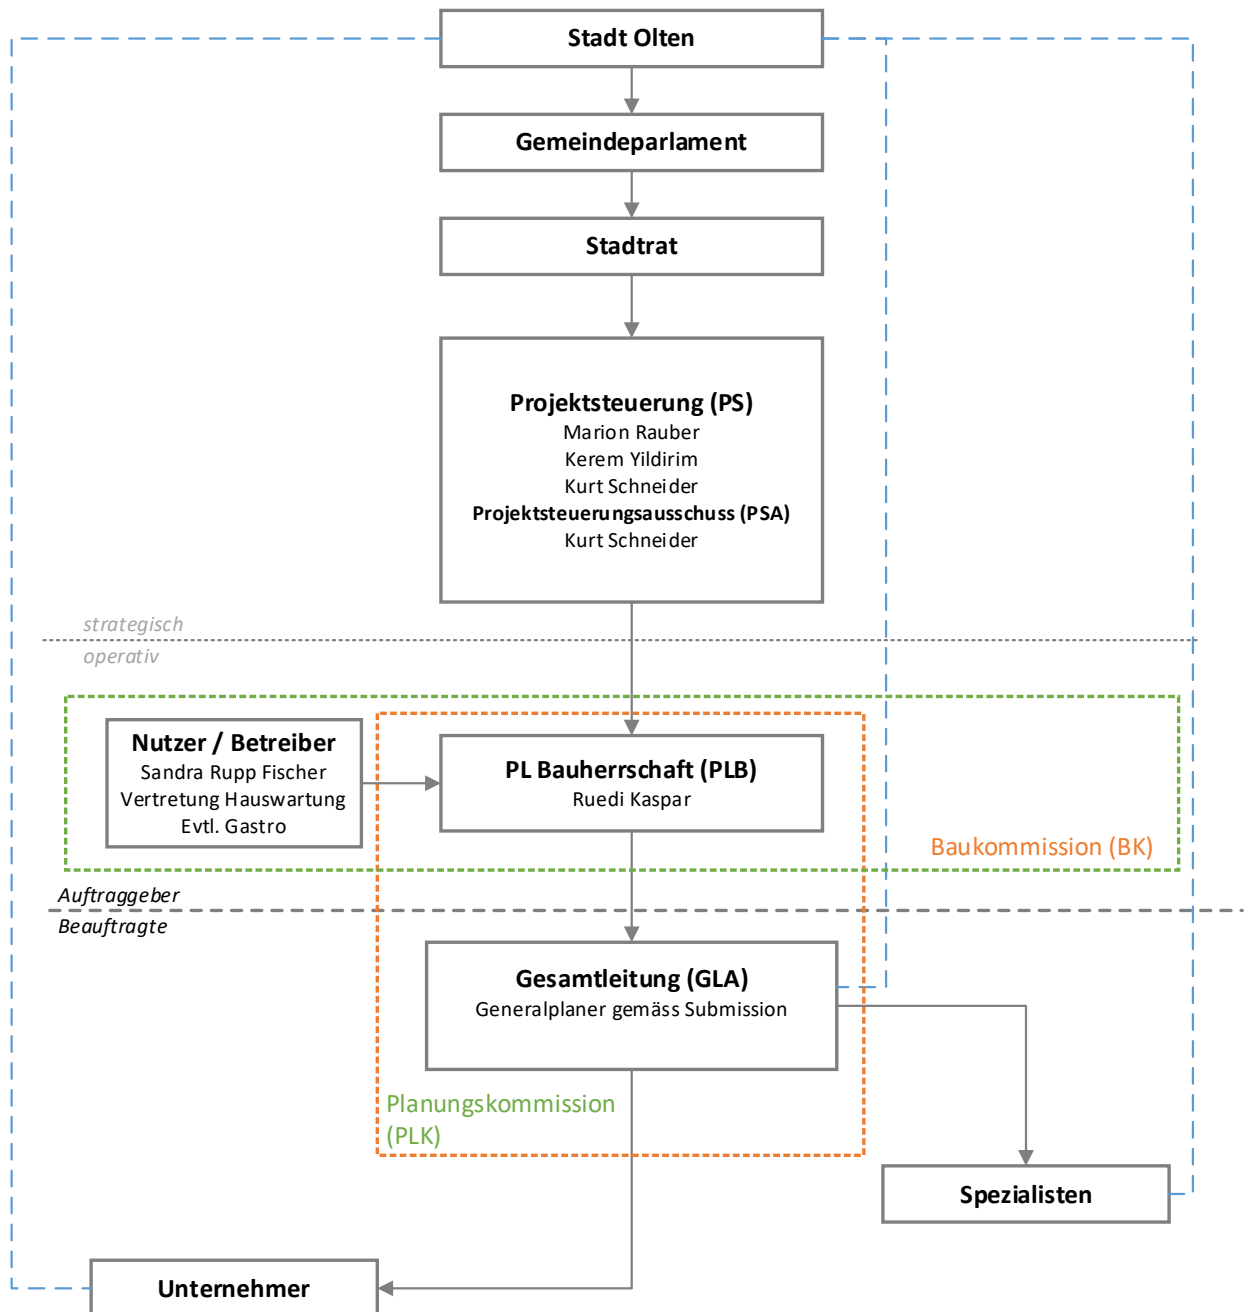 Stadt Olten
Gemeindeparlament
Stadtrat
Projektsteuerung (PS)
Marion Rauber
Kerem Yildirim
Kurt Schneider
Projektsteuerungsausschuss (PSA)
Kurt Schneider
strategisch
operativ
Nutzer / Betreiber
Sandra Rupp Fischer
Vertretung Hauswartung
Evtl. Gastro
PL Bauherrschaft (PLB)
Ruedi Kaspar
Baukommission (BK)
Auftraggeber
Beauftragte
Gesamtleitung (GLA)
Generalplaner gemäss Submission
Planungskommission
(PLK)
Spezialisten
Unternehmer